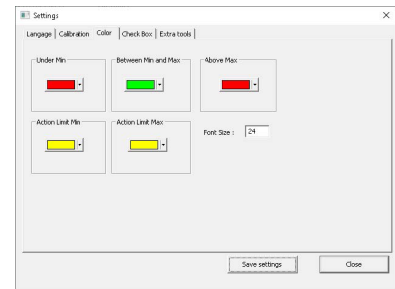 Settings
Langage Calibration Color Check Box Extra tools
Under Min Between Min and Max Above Max
Action Limit Min Action Limit Max
Font Size : 24
Save settings Close